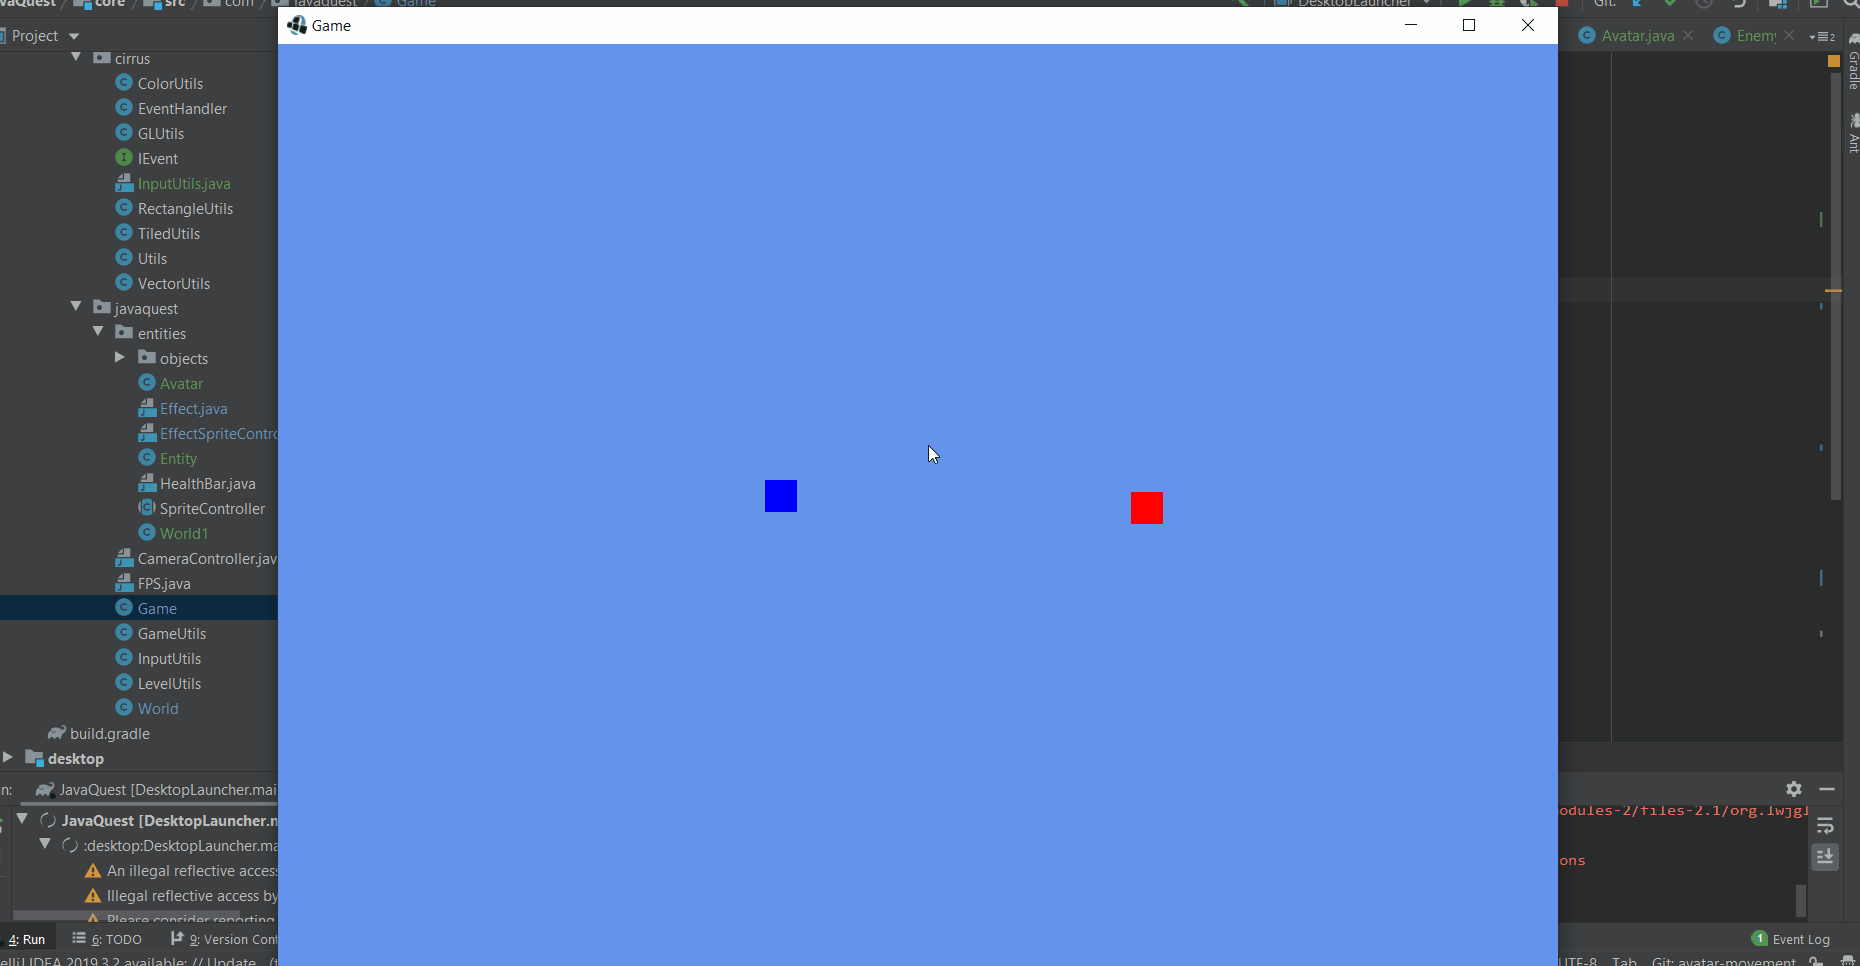 core
src
com
javaquest
Game
DesktopLauncher
Git:
Game
Project
Avatar.java
Enemy
2
cirrus
ColorUtils
EventHandler
GLUtils
IEvent
InputUtils.java
RectangleUtils
TiledUtils
Utils
VectorUtils
javaquest
entities
objects
Avatar
Effect.java
EffectSpriteContro
Entity
HealthBar.java
SpriteController
World1
CameraController.jav
FPS.java
Game
GameUtils
InputUtils
LevelUtils
World
build.gradle
desktop
Gradle
Ant
n:
JavaQuest [DesktopLauncher.mai
JavaQuest [DesktopLauncher.m
:desktop:DesktopLauncher.ma
An illegal reflective access
Illegal reflective access by
Please consider reporting
odules-2/files-2.1/org.lwjgl
ons
4: Run
6: TODO
9: Version Cont
1 Event Log
elliJ IDEA 2019.3.2 available: // Update
UTF-8
Tab
Git: avatar-movement